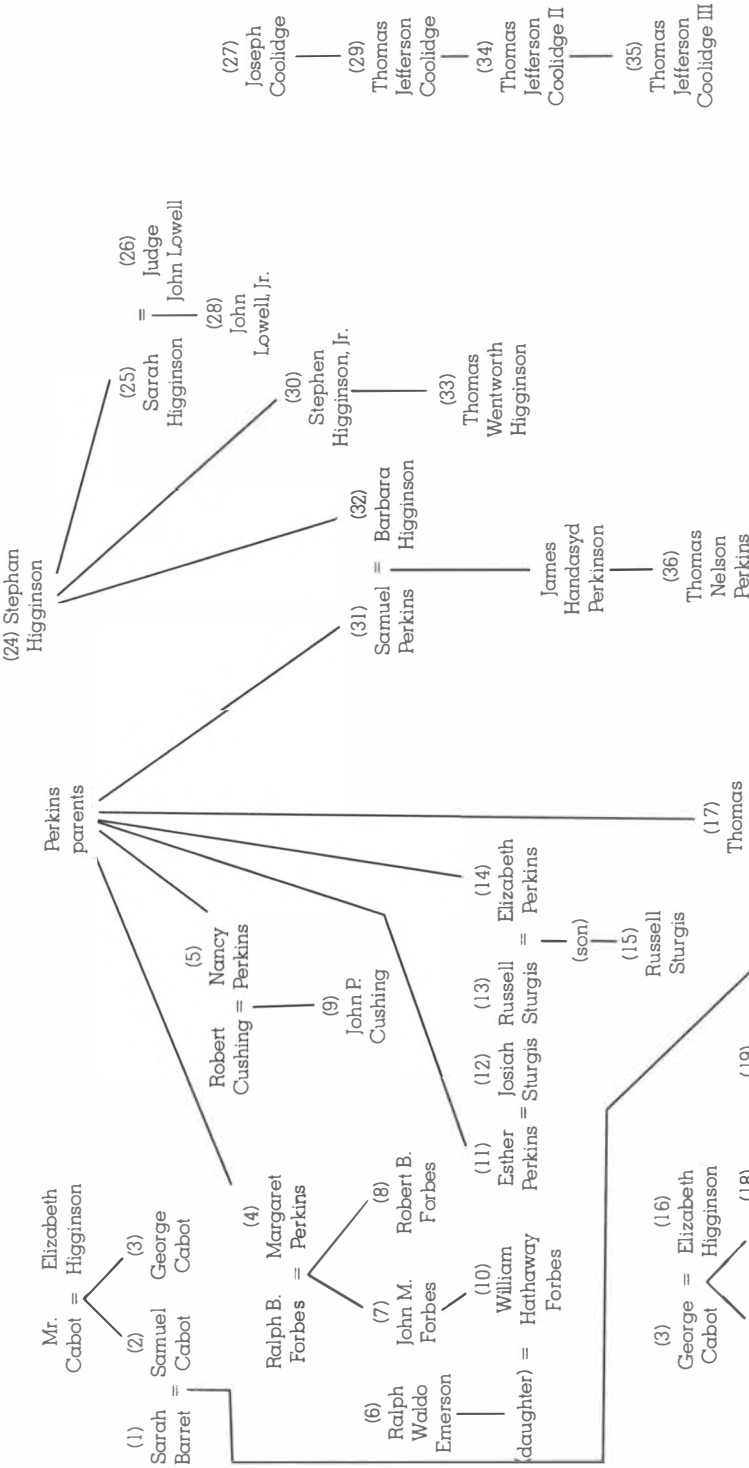 (24) Stephan
Higginson
(27)
Joseph
Coolidge
(29)
Thomas
Jefferson
Coolidge
(34)
Thomas
Jefferson
Coolidge II
(35)
Thomas
Jefferson
Coolidge III
(25)
Sarah
Higginson
=
(26)
Judge
John Lowell
(28)
John
Lowell, Jr.
(30)
Stephen
Higginson, Jr.
(33)
Thomas
Wentworth
Higginson
Perkins
parents
(31)
Samuel
Perkins
=
(32)
Barbara
Higginson
James
Handasyd
Perkinson
(36)
Thomas
Nelson
Perkins
Mr.
Cabot
=
Elizabeth
Higginson
(1)
Sarah
Barret
=
(2)
Samuel
Cabot
(3)
George
Cabot
Ralph B.
Forbes
=
(4)
Margaret
Perkins
Robert
Cushing
=
(5)
Nancy
Perkins
(9)
John P.
Cushing
(6)
Ralph
Waldo
Emerson
(7)
John M.
Forbes
(8)
Robert B.
Forbes
(daughter)
=
(10)
William
Hathaway
Forbes
(11)
Esther
Perkins
=
(12)
Josiah
Sturgis
(13)
Russell
Sturgis
=
(14)
Elizabeth
Perkins
(son)
(15)
Russell
Sturgis
(3)
George
Cabot
=
(16)
Elizabeth
Higginson
(17)
Thomas
(18)
(19)